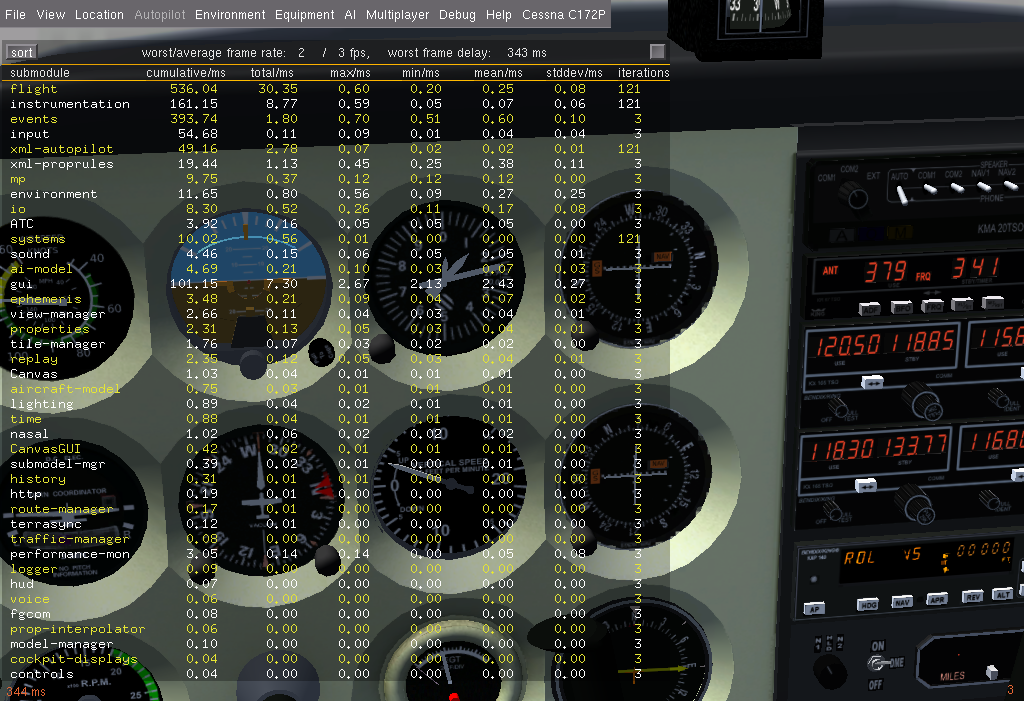 File View Location Autopilot Environment Equipment AI Multiplayer Debug Help Cessna C172P
sort worst/average frame rate: 2 / 3 fps, worst frame delay: 343 ms
submodule cumulative/ms total/ms max/ms min/ms mean/ms stddev/ms iterations
flight 536.04 30.35 0.60 0.20 0.25 0.08 121
instrumentation 161.15 8.77 0.59 0.05 0.07 0.06 121
events 393.74 1.80 0.70 0.51 0.60 0.10 3
input 54.68 0.11 0.09 0.01 0.04 0.04 3
xml-autopilot 49.16 2.78 0.07 0.02 0.02 0.01 121
xml-proprules 19.44 1.13 0.45 0.25 0.38 0.11 3
mp 9.75 0.37 0.12 0.12 0.12 0.00 3
environment 11.65 0.80 0.56 0.09 0.27 0.25 3
io 8.30 0.52 0.26 0.11 0.17 0.08 3
ATC 3.92 0.16 0.05 0.05 0.05 0.00 3
systems 10.02 0.56 0.01 0.00 0.00 0.00 121
sound 4.46 0.15 0.06 0.05 0.05 0.01 3
ai-model 4.69 0.21 0.10 0.03 0.07 0.03 3
gui 101.15 7.30 2.67 2.13 2.43 0.27 3
ephemeris 3.48 0.21 0.09 0.04 0.07 0.02 3
view-manager 2.66 0.11 0.04 0.03 0.04 0.01 3
properties 2.31 0.13 0.05 0.03 0.04 0.01 3
tile-manager 1.76 0.07 0.03 0.02 0.02 0.00 3
replay 2.35 0.12 0.05 0.03 0.04 0.01 3
Canvas 1.03 0.04 0.01 0.01 0.01 0.00 3
aircraft-model 0.75 0.03 0.01 0.01 0.01 0.00 3
lighting 0.89 0.04 0.02 0.01 0.01 0.00 3
time 0.88 0.04 0.01 0.01 0.01 0.00 3
nasal 1.02 0.06 0.02 0.02 0.02 0.00 3
CanvasGUI 0.42 0.02 0.01 0.01 0.01 0.00 3
submodel-mgr 0.39 0.02 0.01 0.00 0.01 0.00 3
history 0.31 0.01 0.01 0.00 0.00 0.00 3
http 0.19 0.01 0.00 0.00 0.00 0.00 3
route-manager 0.17 0.01 0.00 0.00 0.00 0.00 3
terrasync 0.12 0.01 0.00 0.00 0.00 0.00 3
traffic-manager 0.08 0.00 0.00 0.00 0.00 0.00 3
performance-mon 3.05 0.14 0.14 0.00 0.05 0.08 3
logger 0.09 0.00 0.00 0.00 0.00 0.00 3
hud 0.07 0.00 0.00 0.00 0.00 0.00 3
voice 0.06 0.00 0.00 0.00 0.00 0.00 3
fgcom 0.08 0.00 0.00 0.00 0.00 0.00 3
prop-interpolator 0.06 0.00 0.00 0.00 0.00 0.00 3
model-manager 0.10 0.00 0.00 0.00 0.00 0.00 3
cockpit-displays 0.04 0.00 0.00 0.00 0.00 0.00 3
controls 0.04 0.00 0.00 0.00 0.00 0.00 3
344 ms
3
COM1 COM2 EXT AUTO COM1 COM2 NAV1 NAV2
SPEAKER
PHONE
KMA 20TSO
ANT 379 FRQ 341
120.50 118.85
USE STBY
118.30 133.77
USE STBY
ROL VS
AP HDG NAV APR REV ALT
ON
OFF
MILES
R.P.M.